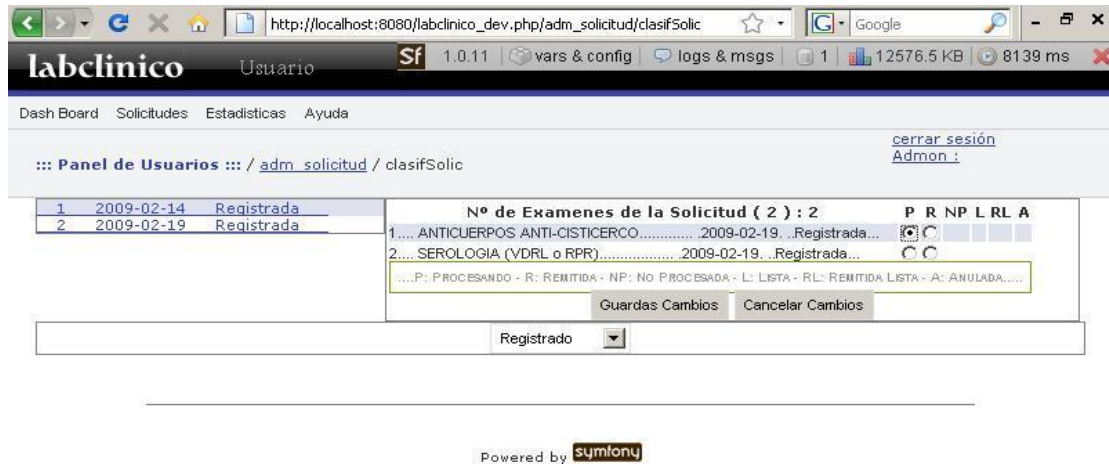 http://localhost:8080/labclinico_dev.php/adm_solicitud/clasifSolic
G Google
labclinico Usuario
Sf 1.0.11 vars & config logs & msgs 1 12576.5 KB 8139 ms
Dash Board Solicitudes Estadisticas Ayuda
cerrar sesión
Admon :
::: Panel de Usuarios ::: / adm_solicitud / clasifSolic
1 2009-02-14 Registrada
2 2009-02-19 Registrada
Nº de Examenes de la Solicitud ( 2 ) : 2 P R NP L RL A
1.... ANTICUERPOS ANTI-CISTICERCO............. .2009-02-19. ..Registrada...
2.... SEROLOGIA (VDRL o RPR)................. .2009-02-19. ..Registrada...
....P: PROCESANDO - R: REMITIDA - NP: NO PROCESADA - L: LISTA - RL: REMITIDA LISTA - A: ANULADA.....
Guardas Cambios Cancelar Cambios
Registrado
Powered by symfony